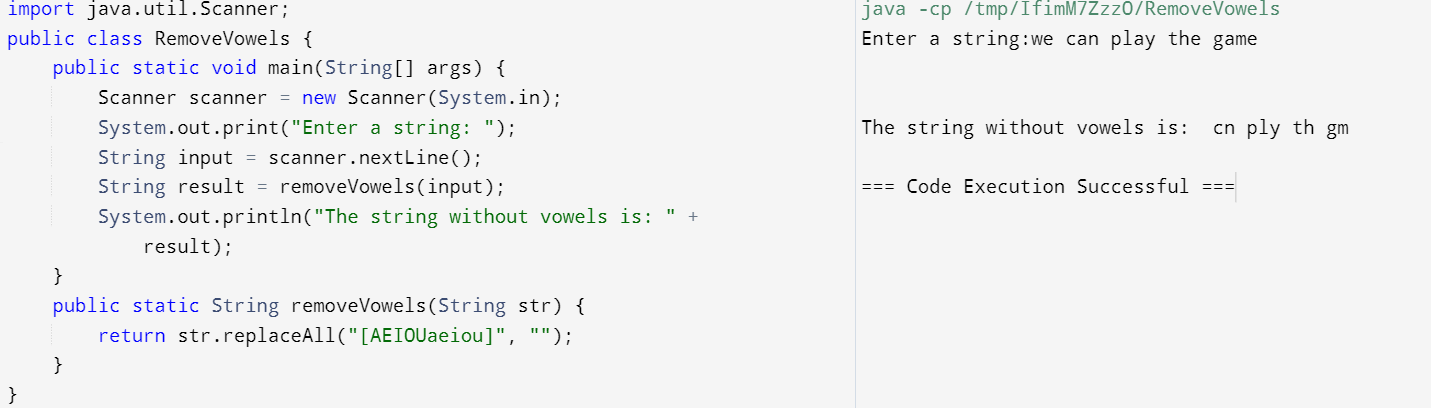 import java.util.Scanner;
public class RemoveVowels {
    public static void main(String[] args) {
        Scanner scanner = new Scanner(System.in);
        System.out.print("Enter a string: ");
        String input = scanner.nextLine();
        String result = removeVowels(input);
        System.out.println("The string without vowels is: " +
            result);
    }
    public static String removeVowels(String str) {
        return str.replaceAll("[AEIOUaeiou]", "");
    }
}
java -cp /tmp/IfimM7ZzzO/RemoveVowels
Enter a string:we can play the game
The string without vowels is:  cn ply th gm
=== Code Execution Successful ===